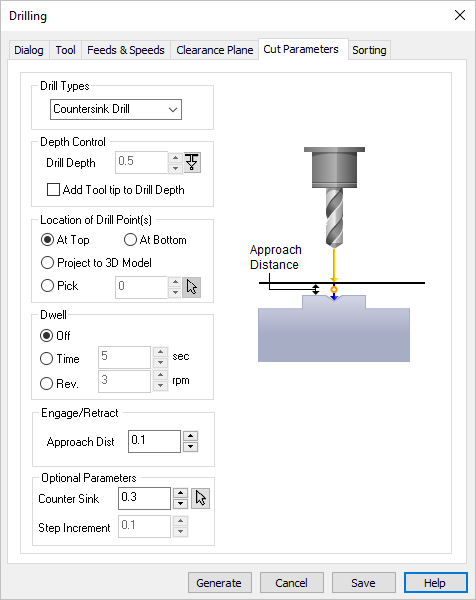 Drilling
Dialog Tool Feeds & Speeds Clearance Plane Cut Parameters Sorting
Drill Types
Countersink Drill
Depth Control
Drill Depth 0.5
Add Tool tip to Drill Depth
Location of Drill Point(s)
At Top At Bottom
Project to 3D Model
Pick 0
Dwell
Off
Time 5 sec
Rev. 3 rpm
Engage/Retract
Approach Dist 0.1
Optional Parameters
Counter Sink 0.3
Step Increment 0.1
Approach
Distance
Generate Cancel Save Help